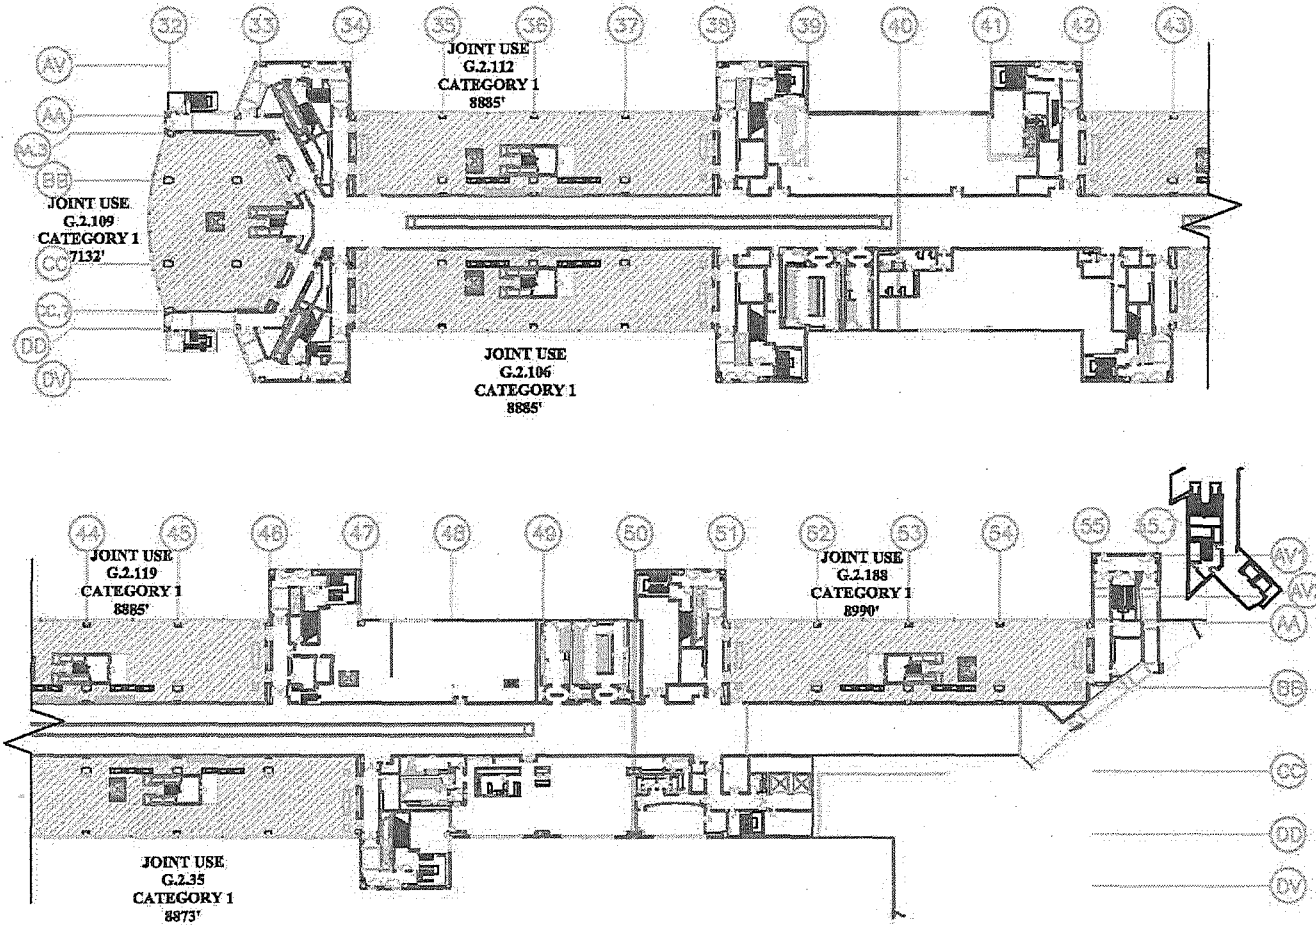 32 33 34 35 36 37 38 39 40 41 42 43
JOINT USE
G.2.112
CATEGORY 1
8885'
AV
AA
BB
JOINT USE
G.2.109
CATEGORY 1
7132'
CC
DD
DV
JOINT USE
G.2.106
CATEGORY 1
8885'
44 45 46 47 48 49 50 51 52 53 54 55
JOINT USE
G.2.119
CATEGORY 1
8885'
JOINT USE
G.2.188
CATEGORY 1
8990'
AV
AA
BB
CC
DD
DV
JOINT USE
G.2.35
CATEGORY 1
8873'